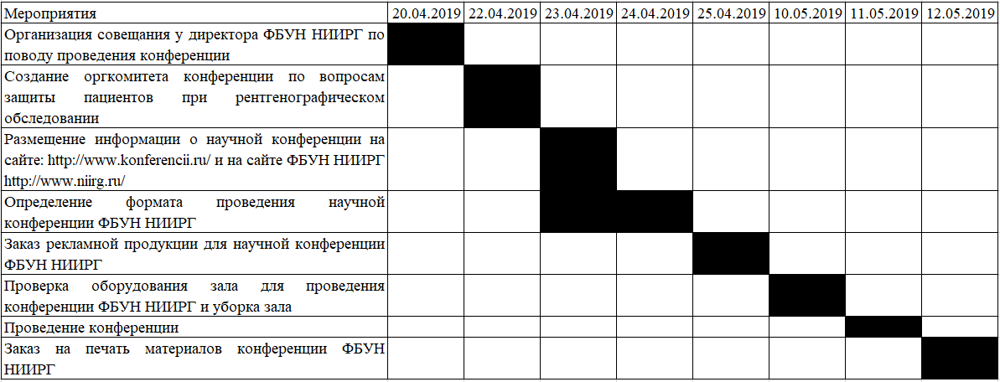 Мероприятия 20.04.2019 22.04.2019 23.04.2019 24.04.2019 25.04.2019 10.05.2019 11.05.2019 12.05.2019
Организация совещания у директора ФБУН НИИРГ по
поводу проведения конференции
Создание оргкомитета конференции по вопросам
защиты пациентов при рентгенографическом
обследовании
Размещение информации о научной конференции на
сайте: http://www.konferencii.ru/ и на сайте ФБУН НИИРГ
http://www.niirg.ru/
Определение формата проведения научной
конференции ФБУН НИИРГ
Заказ рекламной продукции для научной конференции
ФБУН НИИРГ
Проверка оборудования зала для проведения
конференции ФБУН НИИРГ и уборка зала
Проведение конференции
Заказ на печать материалов конференции ФБУН
НИИРГ